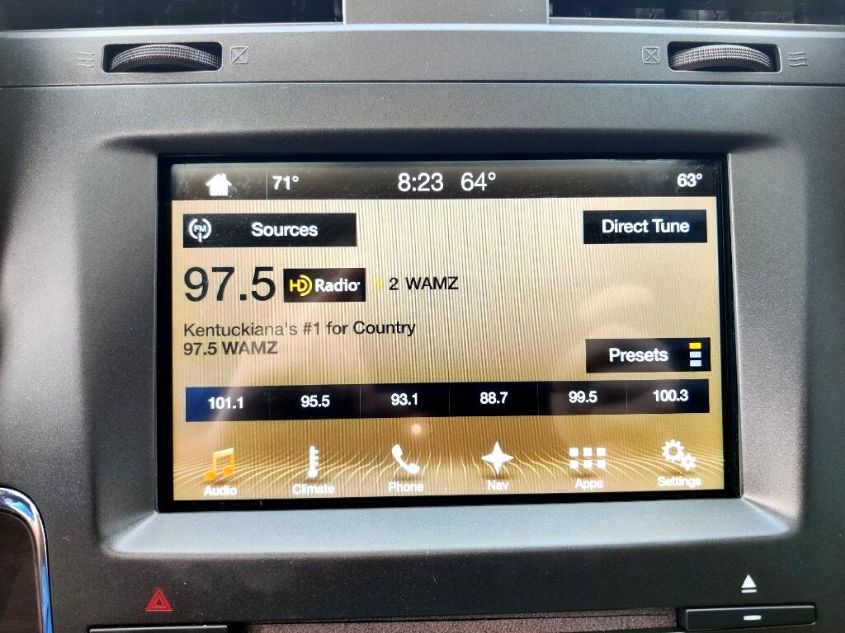 71° 8:23 64° 63°
FM Sources Direct Tune
97.5 HD Radio 1 2 WAMZ
Kentuckiana's #1 for Country
97.5 WAMZ
Presets
101.1 95.5 93.1 88.7 99.5 100.3
Audio Climate Phone Nav Apps Settings